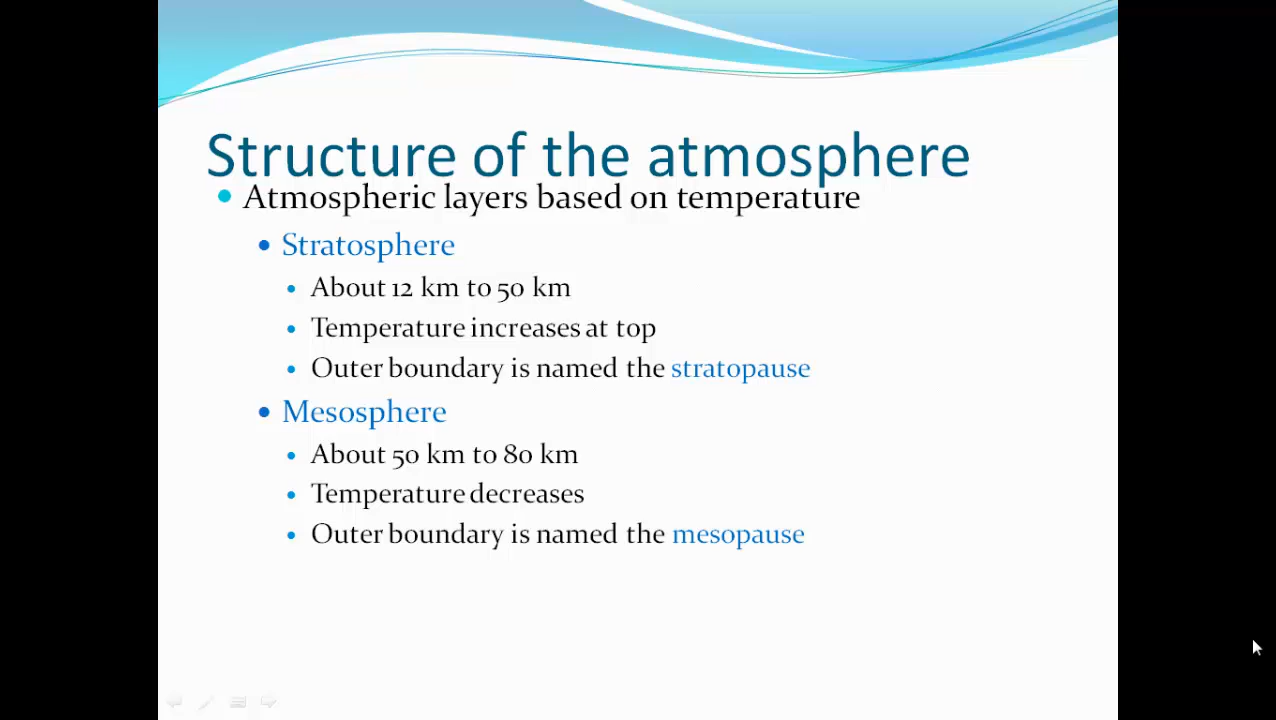 Structure of the atmosphere
Atmospheric layers based on temperature
Stratosphere
About 12 km to 50 km
Temperature increases at top
Outer boundary is named the stratopause
Mesosphere
About 50 km to 80 km
Temperature decreases
Outer boundary is named the mesopause